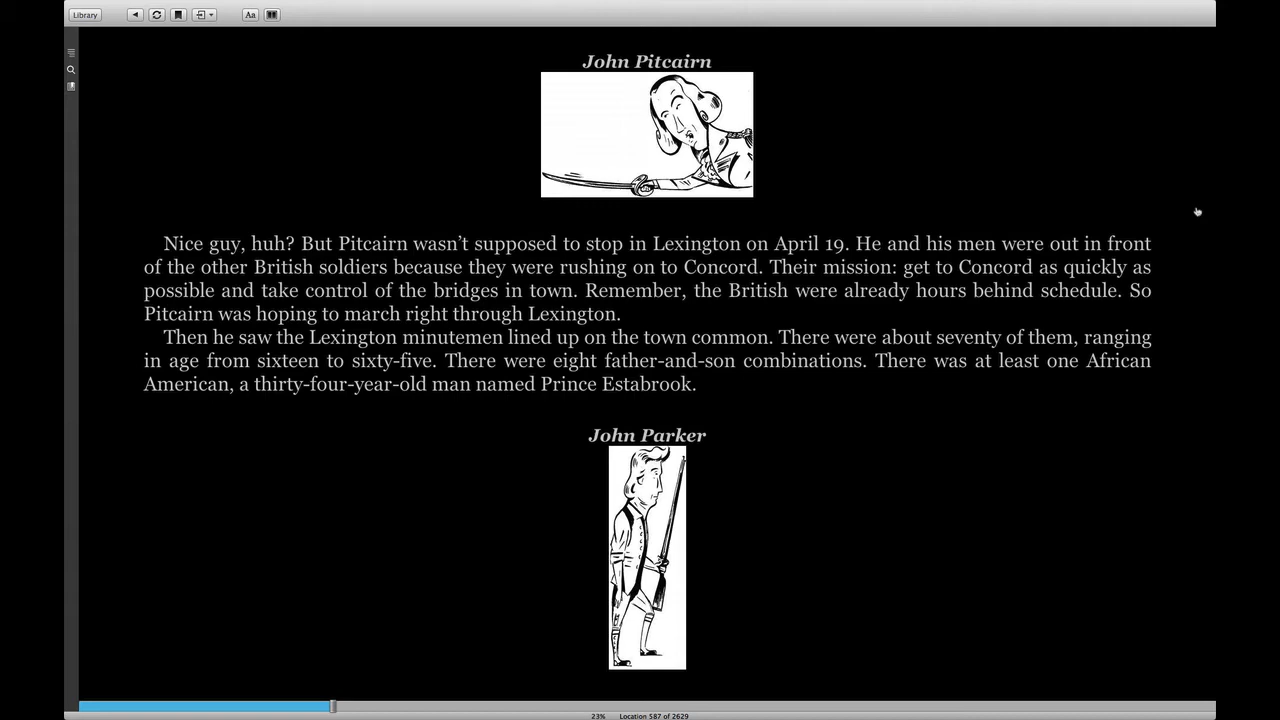 Library
Aa
John Pitcairn
Nice guy, huh? But Pitcairn wasn't supposed to stop in Lexington on April 19. He and his men were out in front
of the other British soldiers because they were rushing on to Concord. Their mission: get to Concord as quickly as
possible and take control of the bridges in town. Remember, the British were already hours behind schedule. So
Pitcairn was hoping to march right through Lexington.
Then he saw the Lexington minutemen lined up on the town common. There were about seventy of them, ranging
in age from sixteen to sixty-five. There were eight father-and-son combinations. There was at least one African
American, a thirty-four-year-old man named Prince Estabrook.
John Parker
23% Location 587 of 2629